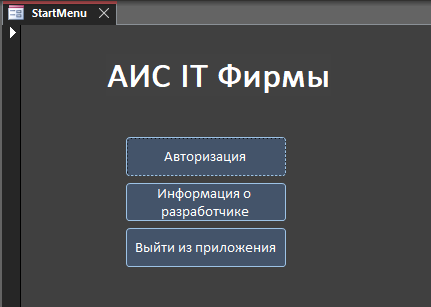 StartMenu
АИС IT Фирмы
Авторизация
Информация о
разработчике
Выйти из приложения